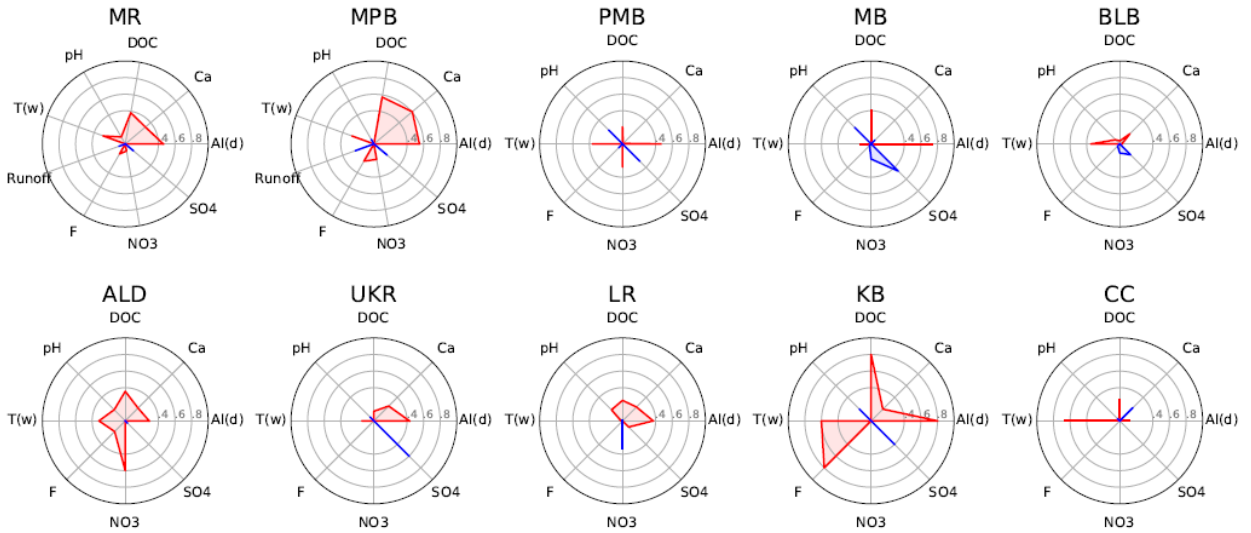 MR
DOC
pH
Ca
T(w)
.4 .6 .8
Al(d)
Runoff
SO4
F
NO3
MPB
DOC
pH
Ca
T(w)
.4 .6 .8
Al(d)
Runoff
SO4
F
NO3
PMB
DOC
pH
Ca
T(w)
.4 .6 .8
Al(d)
F
SO4
NO3
MB
DOC
pH
Ca
T(w)
.4 .6 .8
Al(d)
F
SO4
NO3
BLB
DOC
pH
Ca
T(w)
.4 .6 .8
Al(d)
F
SO4
NO3
ALD
DOC
pH
Ca
T(w)
.4 .6 .8
Al(d)
F
SO4
NO3
UKR
DOC
pH
Ca
T(w)
.4 .6 .8
Al(d)
F
SO4
NO3
LR
DOC
pH
Ca
T(w)
.4 .6 .8
Al(d)
F
SO4
NO3
KB
DOC
pH
Ca
T(w)
.4 .6 .8
Al(d)
F
SO4
NO3
CC
DOC
pH
Ca
T(w)
.4 .6 .8
Al(d)
F
SO4
NO3